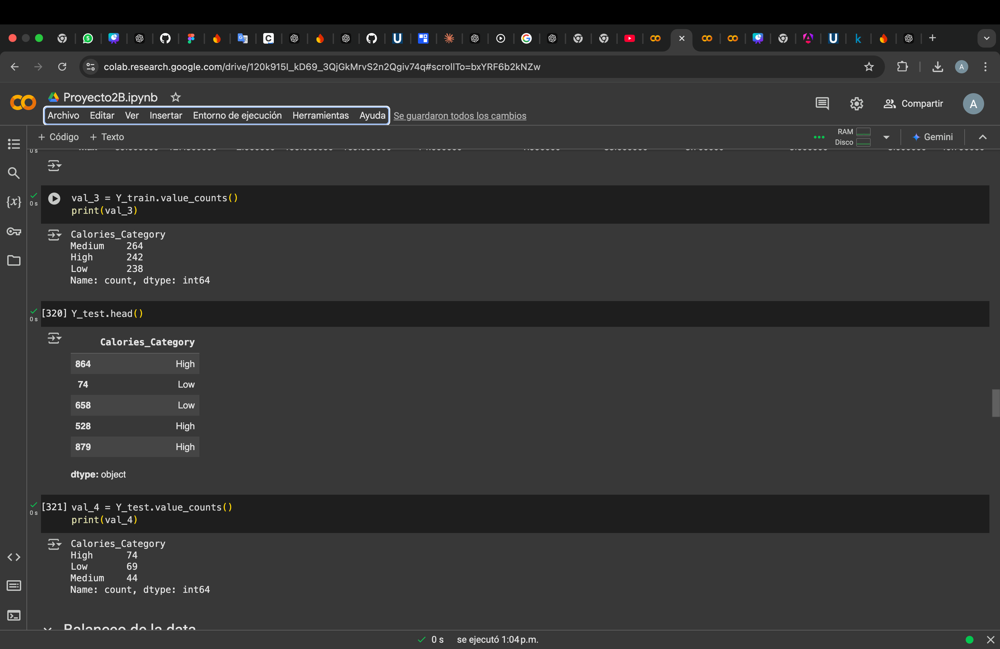 5
colab.research.google.com/drive/120k915I_kD69_3QjGkMrvS2n2Qgiv74q#scrollTo=bxYRF6b2kNZw
A
Proyecto2B.ipynb
Archivo Editar Ver Insertar Entorno de ejecución Herramientas Ayuda Se guardaron todos los cambios
Compartir
A
+ Código + Texto
RAM
Disco
Gemini
0 s
{x}
0 s
val_3 = Y_train.value_counts()
print(val_3)
Calories_Category
Medium 264
High 242
Low 238
Name: count, dtype: int64
[320] Y_test.head()
0 s
Calories_Category
864 High
74 Low
658 Low
528 High
879 High
dtype: object
[321] val_4 = Y_test.value_counts()
0 s
print(val_4)
Calories_Category
High 74
Low 69
Medium 44
Name: count, dtype: int64
Balanceo de la data
0 s se ejecutó 1:04 p.m.